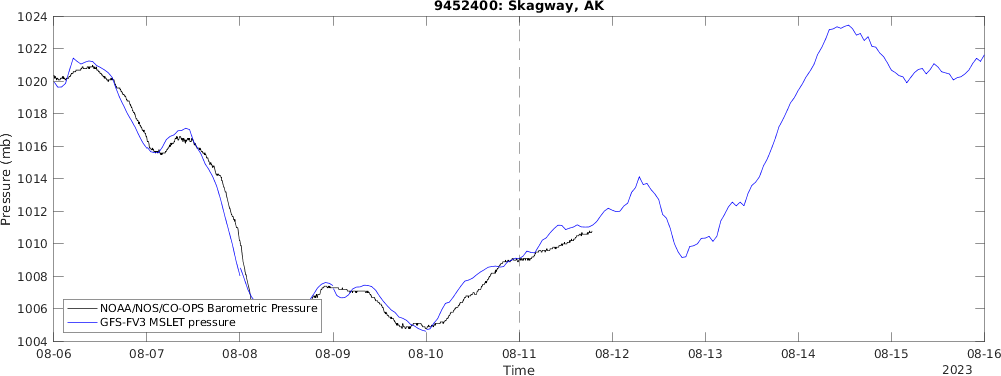 9452400: Skagway, AK
Pressure (mb)
1024
1022
1020
1018
1016
1014
1012
1010
1008
1006
1004
NOAA/NOS/CO-OPS Barometric Pressure
GFS-FV3 MSLET pressure
08-06 08-07 08-08 08-09 08-10 08-11 08-12 08-13 08-14 08-15 08-16
Time
2023